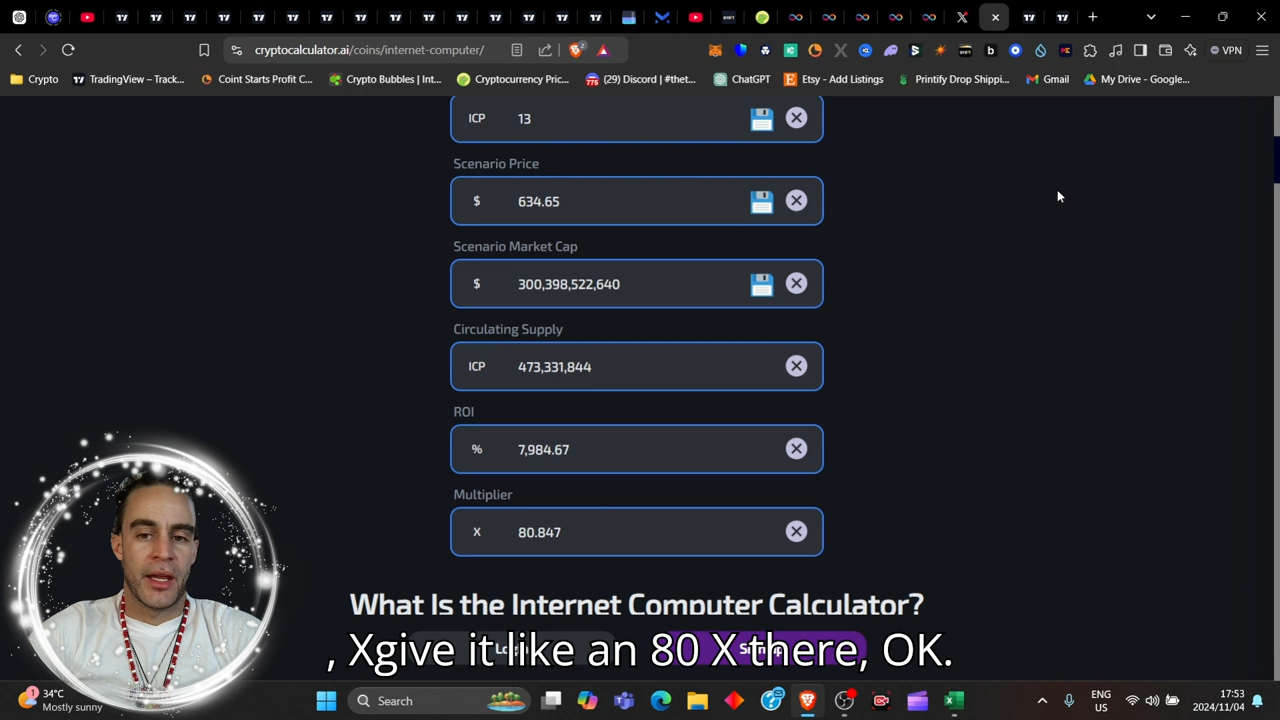 cryptocalculator.ai/coins/internet-computer/
2
VPN
Crypto
TradingView – Track...
Coint Starts Profit C...
Crypto Bubbles | Int...
Cryptocurrency Pric...
(29) Discord | #thet...
ChatGPT
Etsy - Add Listings
Printify Drop Shippi...
Gmail
My Drive - Google...
ICP 13
Scenario Price
$ 634.65
Scenario Market Cap
$ 300,398,522,640
Circulating Supply
ICP 473,331,844
ROI
% 7,984.67
Multiplier
X 80.847
What Is the Internet Computer Calculator?
, Xgive it like an 80 X there, OK.
1
34°C
Mostly sunny
Search
ENG
US
17:53
2024/11/04